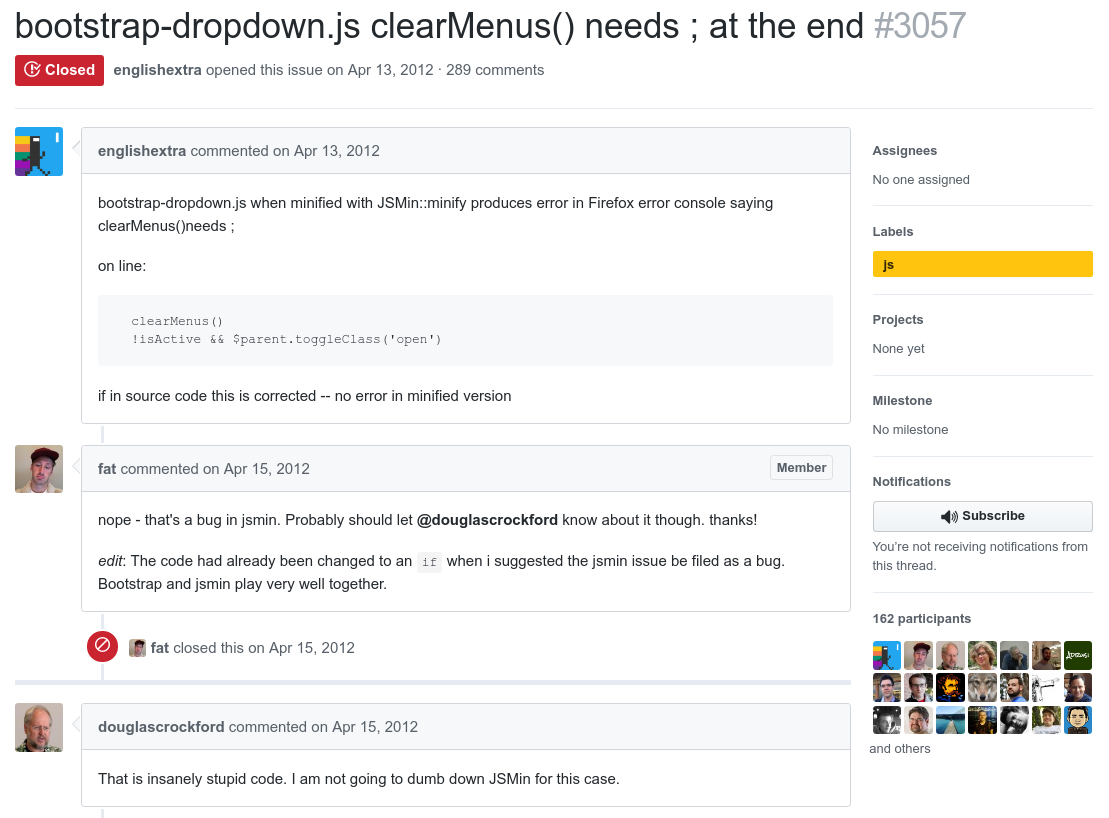 bootstrap-dropdown.js clearMenus() needs ; at the end #3057
Closed englishextra opened this issue on Apr 13, 2012 · 289 comments
englishextra commented on Apr 13, 2012
bootstrap-dropdown.js when minified with JSMin::minify produces error in Firefox error console saying
clearMenus()needs ;
on line:
clearMenus()
!isActive && $parent.toggleClass('open')
if in source code this is corrected -- no error in minified version
fat commented on Apr 15, 2012 Member
nope - that's a bug in jsmin. Probably should let @douglascrockford know about it though. thanks!
edit: The code had already been changed to an if when i suggested the jsmin issue be filed as a bug.
Bootstrap and jsmin play very well together.
fat closed this on Apr 15, 2012
douglascrockford commented on Apr 15, 2012
That is insanely stupid code. I am not going to dumb down JSMin for this case.
Assignees
No one assigned
Labels
js
Projects
None yet
Milestone
No milestone
Notifications
Subscribe
You're not receiving notifications from
this thread.
162 participants
and others